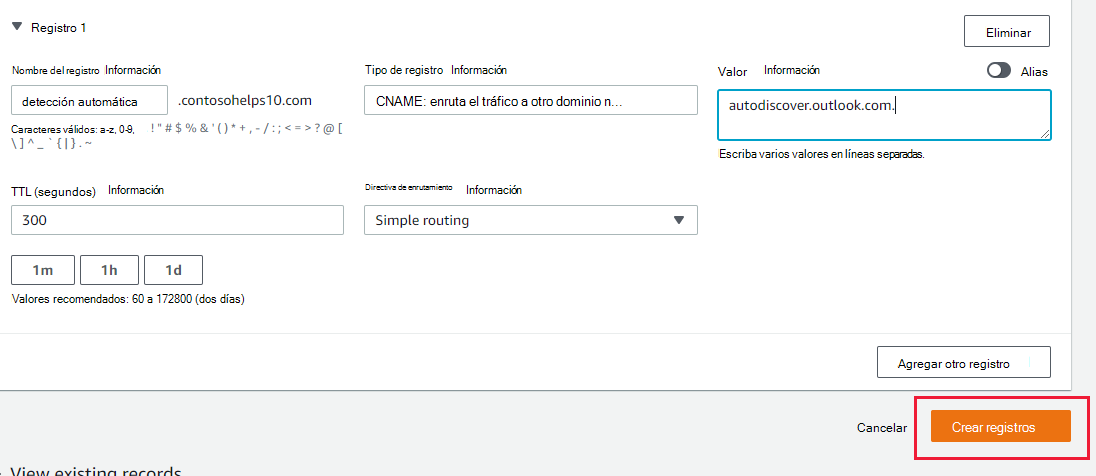 Registro 1
Eliminar
Nombre del registro Información
Tipo de registro Información
Valor Información
Alias
detección automática .contosohelps10.com
CNAME: enruta el tráfico a otro dominio n...
autodiscover.outlook.com.
Caracteres válidos: a-z, 0-9, ! " # $ % & ' ( ) * + , - / : ; < = > ? @ [
\ ] ^ _ ` { | } . ~
Escriba varios valores en líneas separadas.
TTL (segundos) Información
Directiva de enrutamiento Información
300
Simple routing
1m 1h 1d
Valores recomendados: 60 a 172800 (dos días)
Agregar otro registro
Cancelar
Crear registros
View existing records